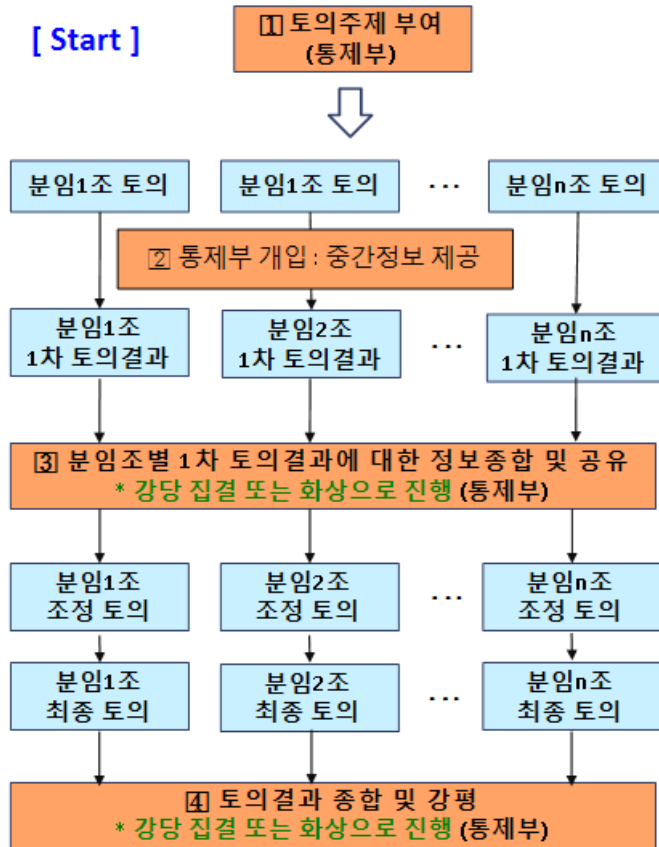 [ Start ]
1 토의주제 부여
(통제부)
분임1조 토의
분임1조 토의
...
분임n조 토의
2 통제부 개입 : 중간정보 제공
분임1조
1차 토의결과
분임2조
1차 토의결과
...
분임n조
1차 토의결과
3 분임조별 1차 토의결과에 대한 정보종합 및 공유
* 강당 집결 또는 화상으로 진행 (통제부)
분임1조
조정 토의
분임2조
조정 토의
...
분임n조
조정 토의
분임1조
최종 토의
분임2조
최종 토의
...
분임n조
최종 토의
4 토의결과 종합 및 강평
* 강당 집결 또는 화상으로 진행 (통제부)